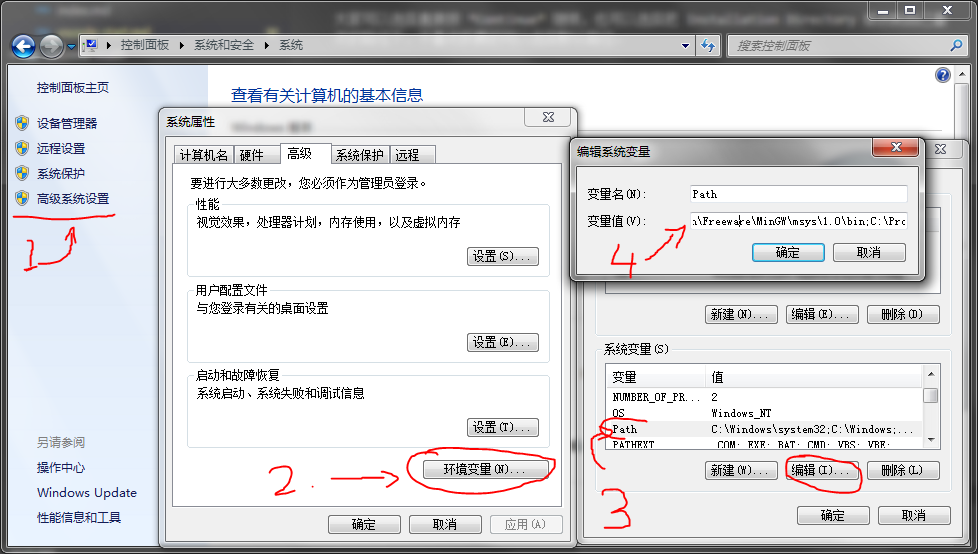 控制面板
系统和安全
系统
搜索控制面板
控制面板主页
设备管理器
远程设置
系统保护
高级系统设置
1
另请参阅
操作中心
Windows Update
性能信息和工具
查看有关计算机的基本信息
系统属性
计算机名 硬件 高级 系统保护 远程
要进行大多数更改，您必须作为管理员登录。
性能
视觉效果，处理器计划，内存使用，以及虚拟内存
设置(S)...
用户配置文件
与您登录有关的桌面设置
设置(E)...
启动和故障恢复
系统启动、系统失败和调试信息
设置(T)...
2.
环境变量(N)...
确定 取消 应用(A)
编辑系统变量
变量名(N): Path
变量值(V): \Freeware\MinGW\msys\1.0\bin;C:\Pro
4
确定 取消
新建(N)... 编辑(E)... 删除(D)
系统变量(S)
变量 值
NUMBER_OF_PR... 2
OS Windows_NT
Path C:\Windows\system32;C:\Windows;...
PATHEXT .COM;.EXE;.BAT;.CMD;.VBS;.VBE;
新建(W)... 编辑(I)... 删除(L)
3
确定 取消